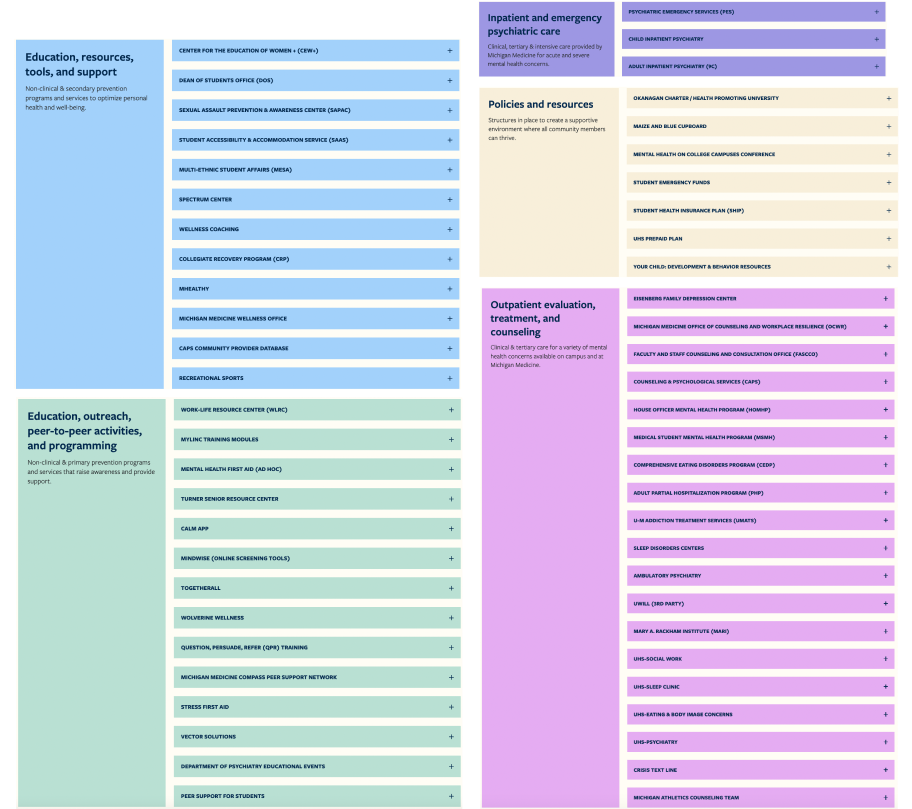 Education, resources,
tools, and support
Non-clinical & secondary prevention
programs and services to optimize personal
health and well-being.
CENTER FOR THE EDUCATION OF WOMEN + (CEW+)
+
DEAN OF STUDENTS OFFICE (DOS)
+
SEXUAL ASSAULT PREVENTION & AWARENESS CENTER (SAPAC)
+
STUDENT ACCESSIBILITY & ACCOMMODATION SERVICE (SAAS)
+
MULTI-ETHNIC STUDENT AFFAIRS (MESA)
+
SPECTRUM CENTER
+
WELLNESS COACHING
+
COLLEGIATE RECOVERY PROGRAM (CRP)
+
MHEALTHY
+
MICHIGAN MEDICINE WELLNESS OFFICE
+
CAPS COMMUNITY PROVIDER DATABASE
+
RECREATIONAL SPORTS
+
Education, outreach,
peer-to-peer activities,
and programming
Non-clinical & primary prevention programs
and services that raise awareness and provide
support.
WORK-LIFE RESOURCE CENTER (WLRC)
+
MYLINC TRAINING MODULES
+
MENTAL HEALTH FIRST AID (AD HOC)
+
TURNER SENIOR RESOURCE CENTER
+
CALM APP
+
MINDWISE (ONLINE SCREENING TOOLS)
+
TOGETHERALL
+
WOLVERINE WELLNESS
+
QUESTION, PERSUADE, REFER (QPR) TRAINING
+
MICHIGAN MEDICINE COMPASS PEER SUPPORT NETWORK
+
STRESS FIRST AID
+
VECTOR SOLUTIONS
+
DEPARTMENT OF PSYCHIATRY EDUCATIONAL EVENTS
+
PEER SUPPORT FOR STUDENTS
+
Inpatient and emergency
psychiatric care
Clinical, tertiary & intensive care provided by
Michigan Medicine for acute and severe
mental health concerns.
PSYCHIATRIC EMERGENCY SERVICES (PES)
+
CHILD INPATIENT PSYCHIATRY
+
ADULT INPATIENT PSYCHIATRY (9C)
+
Policies and resources
Structures in place to create a supportive
environment where all community members
can thrive.
OKANAGAN CHARTER / HEALTH PROMOTING UNIVERSITY
+
MAIZE AND BLUE CUPBOARD
+
MENTAL HEALTH ON COLLEGE CAMPUSES CONFERENCE
+
STUDENT EMERGENCY FUNDS
+
STUDENT HEALTH INSURANCE PLAN (SHIP)
+
UHS PREPAID PLAN
+
YOUR CHILD: DEVELOPMENT & BEHAVIOR RESOURCES
+
Outpatient evaluation,
treatment, and
counseling
Clinical & tertiary care for a variety of mental
health concerns available on campus and at
Michigan Medicine.
EISENBERG FAMILY DEPRESSION CENTER
+
MICHIGAN MEDICINE OFFICE OF COUNSELING AND WORKPLACE RESILIENCE (OCWR)
+
FACULTY AND STAFF COUNSELING AND CONSULTATION OFFICE (FASCCO)
+
COUNSELING & PSYCHOLOGICAL SERVICES (CAPS)
+
HOUSE OFFICER MENTAL HEALTH PROGRAM (HOMHP)
+
MEDICAL STUDENT MENTAL HEALTH PROGRAM (MSMH)
+
COMPREHENSIVE EATING DISORDERS PROGRAM (CEDP)
+
ADULT PARTIAL HOSPITALIZATION PROGRAM (PHP)
+
U-M ADDICTION TREATMENT SERVICES (UMATS)
+
SLEEP DISORDERS CENTERS
+
AMBULATORY PSYCHIATRY
+
UWILL (3RD PARTY)
+
MARY A. RACKHAM INSTITUTE (MARI)
+
UHS-SOCIAL WORK
+
UHS-SLEEP CLINIC
+
UHS-EATING & BODY IMAGE CONCERNS
+
UHS-PSYCHIATRY
+
CRISIS TEXT LINE
+
MICHIGAN ATHLETICS COUNSELING TEAM
+